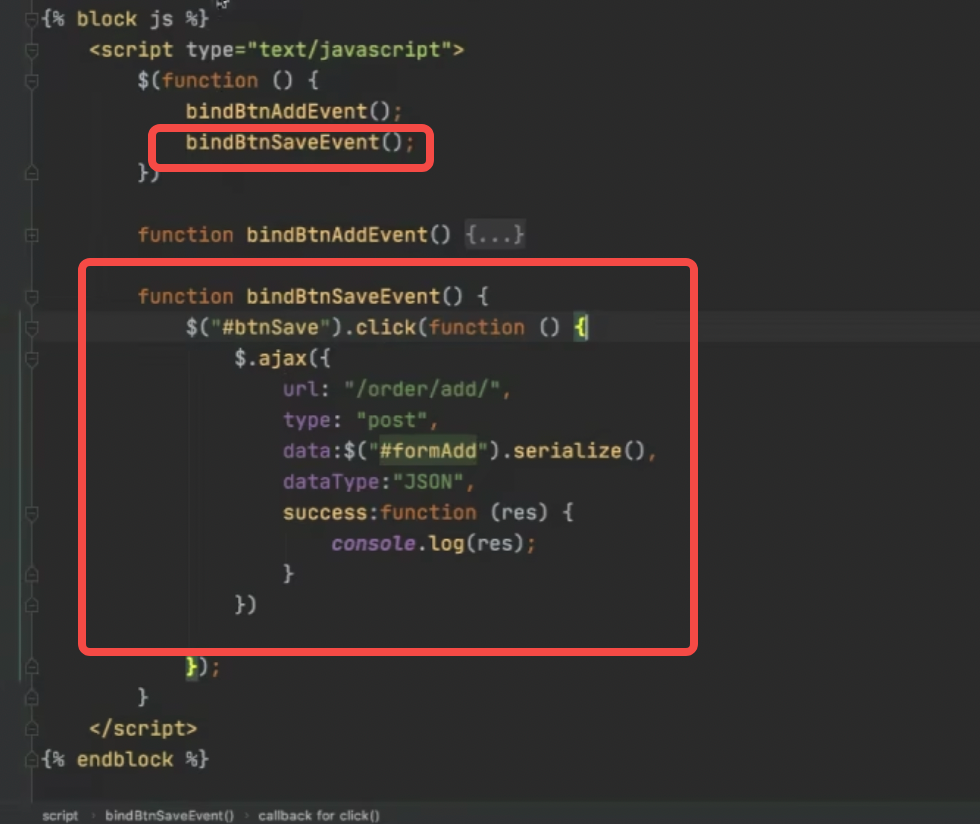 {% block js %}
<script type="text/javascript">
$(function () {
bindBtnAddEvent();
bindBtnSaveEvent();
})
function bindBtnAddEvent() {...}
function bindBtnSaveEvent() {
$("#btnSave").click(function () {
$.ajax({
url: "/order/add/",
type: "post",
data:$("#formAdd").serialize(),
dataType:"JSON",
success:function (res) {
console.log(res);
}
})
});
}
</script>
{% endblock %}
script › bindBtnSaveEvent() › callback for click()